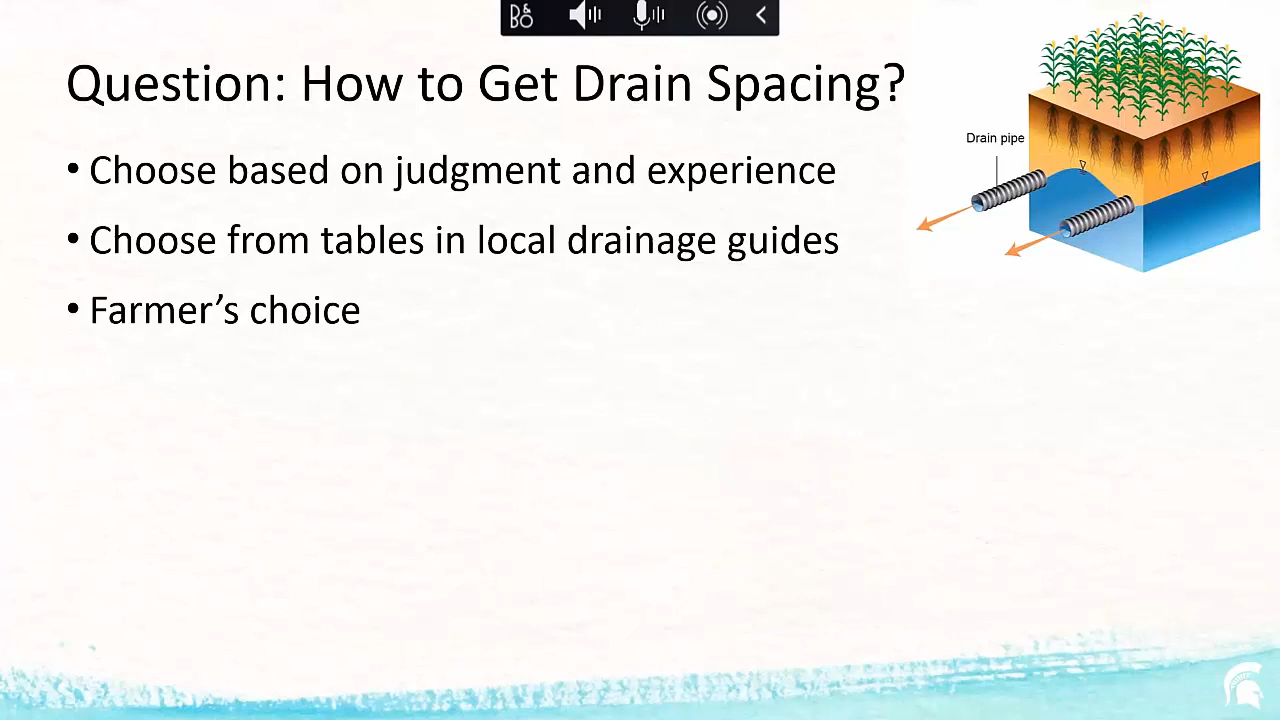 B&O
Question: How to Get Drain Spacing?
• Choose based on judgment and experience
• Choose from tables in local drainage guides
• Farmer’s choice
Drain pipe